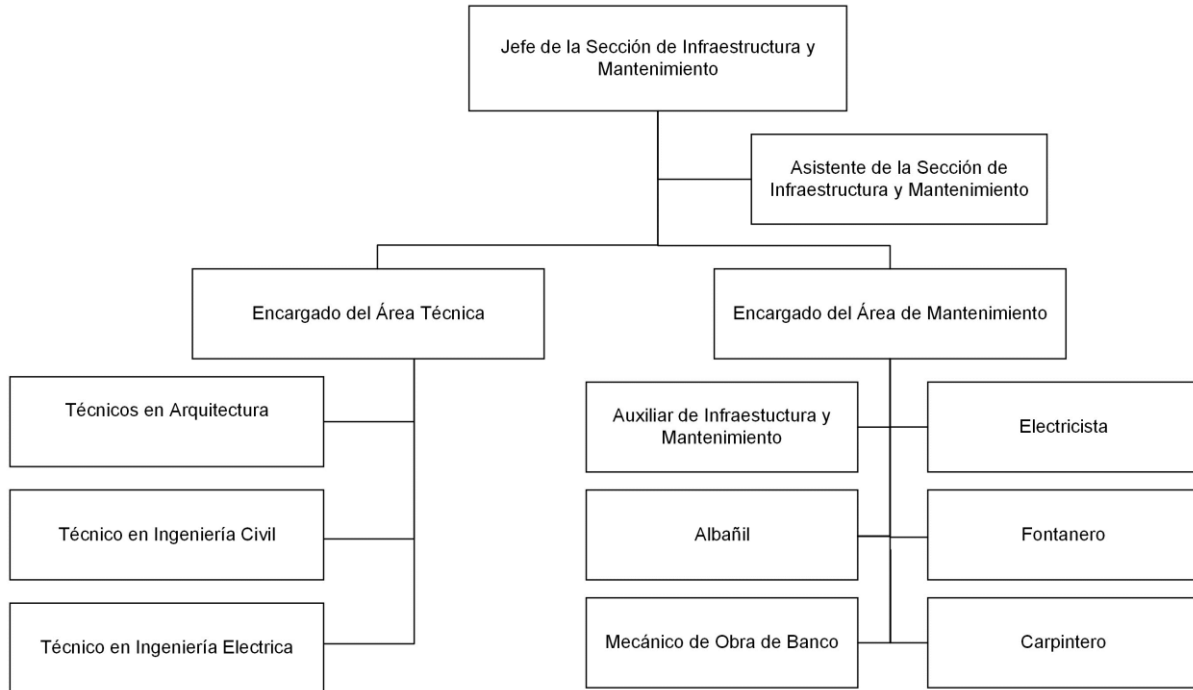 Jefe de la Sección de Infraestructura y
Mantenimiento
Asistente de la Sección de
Infraestructura y Mantenimiento
Encargado del Área Técnica
Encargado del Área de Mantenimiento
Técnicos en Arquitectura
Técnico en Ingeniería Civil
Técnico en Ingeniería Electrica
Auxiliar de Infraestuctura y
Mantenimiento
Electricista
Albañil
Fontanero
Mecánico de Obra de Banco
Carpintero